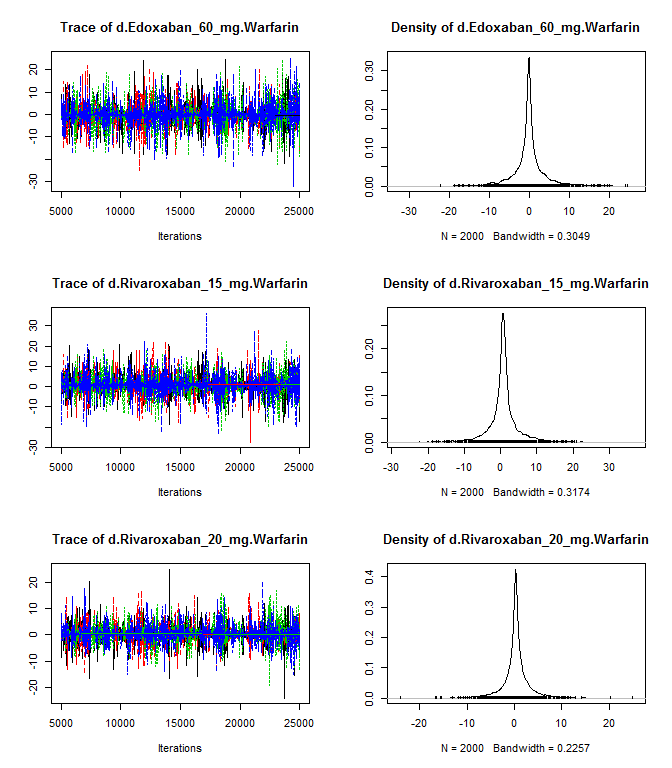 Trace of d.Edoxaban_60_mg.Warfarin
20
10
0
-10
-30
5000 10000 15000 20000 25000
Iterations
Density of d.Edoxaban_60_mg.Warfarin
0.30
0.20
0.10
0.00
-30 -20 -10 0 10 20
N = 2000 Bandwidth = 0.3049
Trace of d.Rivaroxaban_15_mg.Warfarin
30
20
10
0
-10
-30
5000 10000 15000 20000 25000
Iterations
Density of d.Rivaroxaban_15_mg.Warfarin
0.20
0.10
0.00
-30 -20 -10 0 10 20 30
N = 2000 Bandwidth = 0.3174
Trace of d.Rivaroxaban_20_mg.Warfarin
20
10
0
-10
-20
5000 10000 15000 20000 25000
Iterations
Density of d.Rivaroxaban_20_mg.Warfarin
0.4
0.3
0.2
0.1
0.0
-20 -10 0 10 20
N = 2000 Bandwidth = 0.2257